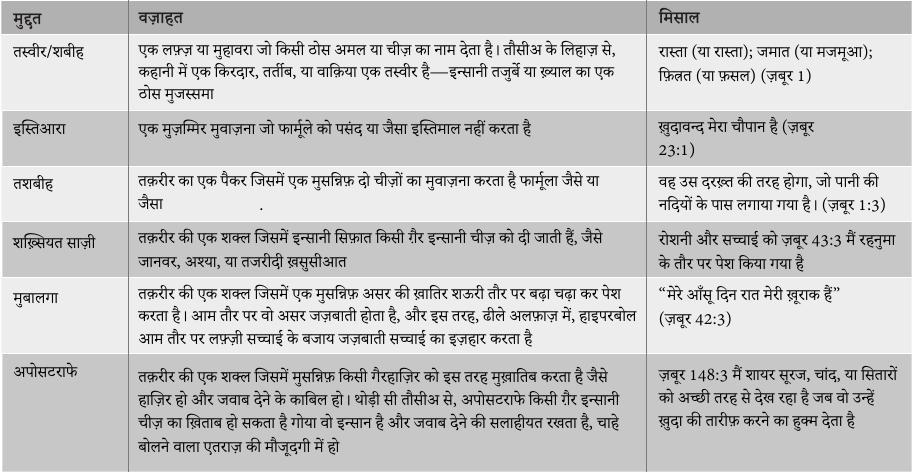 मुद्दत वज़ाहत मिसाल
तस्वीर/शबीह
एक लफ़्ज़ या मुहावरा जो किसी ठोस अमल या चीज़ का नाम देता है। तौसीअ के लिहाज़ से,
कहानी में एक किरदार, तर्तीब, या वाक़िया एक तस्वीर है—इन्सानी तजुर्बे या ख़्याल का एक
ठोस मुजस्समा
रास्ता (या रास्ता); जमात (या मजमूआ);
फ़ित्रत (या फ़सल) (ज़बूर 1)
इस्तिआरा
एक मुज़म्मिर मुवाज़ना जो फार्मूले को पसंद या जैसा इस्तिमाल नहीं करता है
ख़ुदावन्द मेरा चौपान है (ज़बूर
23:1)
तशबीह
तक़रीर का एक पैकर जिसमें एक मुसन्निफ़ दो चीज़ों का मुवाज़ना करता है फार्मूला जैसे या
जैसा .
वह उस दरख़्त की तरह होगा, जो पानी की
नदियों के पास लगाया गया है। (ज़बूर 1:3)
शख़्सियत साज़ी
तक़रीर की एक शक्ल जिसमें इन्सानी सिफ़ात किसी ग़ैर इन्सानी चीज़ को दी जाती हैं, जैसे
जानवर, अश्या, या तजरीदी ख़सुसीआत
रोशनी और सच्चाई को ज़बूर 43:3 मैं रहनुमा
के तौर पर पेश किया गया है
मुबालगा
तक़रीर की एक शक्ल जिसमें एक मुसन्निफ़ असर की ख़ातिर शऊरी तौर पर बढ़ा चढ़ा कर पेश
करता है। आम तौर पर वो असर जज़बाती होता है, और इस तरह, ढीले अलफ़ाज़ में, हाइपरबोल
आम तौर पर लफ़्ज़ी सच्चाई के बजाय जज़बाती सच्चाई का इज़हार करता है
“मेरे आँसू दिन रात मेरी ख़ूराक हैं”
(ज़बूर 42:3)
अपोसटराफे
तक़रीर की एक शक्ल जिसमें मुसन्निफ़ किसी गैरहाज़िर को इस तरह मुख़ातिब करता है जैसे
हाज़िर हो और जवाब देने के काबिल हो। थोड़ी सी तौसीअ से, अपोसटराफे किसी ग़ैर इन्सानी
चीज़ का ख़िताब हो सकता है गोया वो इन्सान है और जवाब देने की सलाहीयत रखता है, चाहे
बोलने वाला एतराज़ की मौजूदगी में हो
ज़बूर 148:3 मैं शायर सूरज, चांद, या सितारों
को अच्छी तरह से देख रहा है जब वो उन्हें
ख़ुदा की तारीफ़ करने का हुक्म देता है